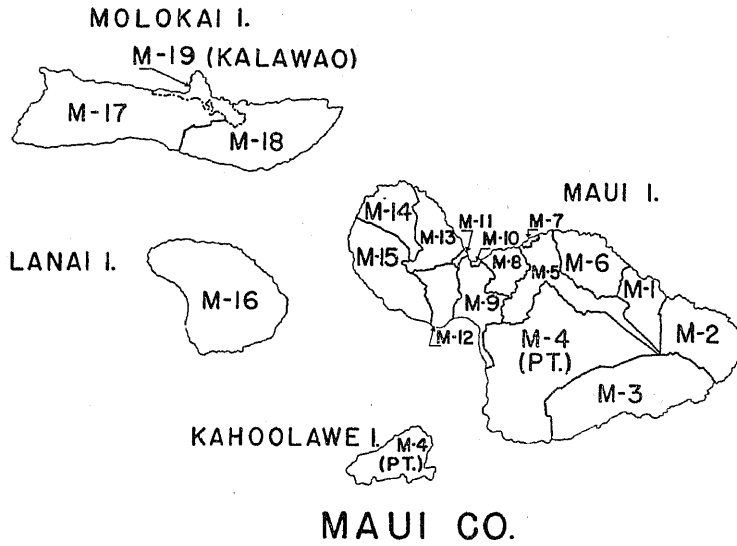 MOLOKAI I.
M-19 (KALAWAO)
M-17
M-18
MAUI I.
M-14
M-13
M-11
M-10
M-7
M-15
M-8
M-5
M-6
M-1
LANAI I.
M-16
M-9
M-12
M-4
(PT.)
M-2
M-3
KAHOOLAWE I.
M-4
(PT.)
MAUI CO.